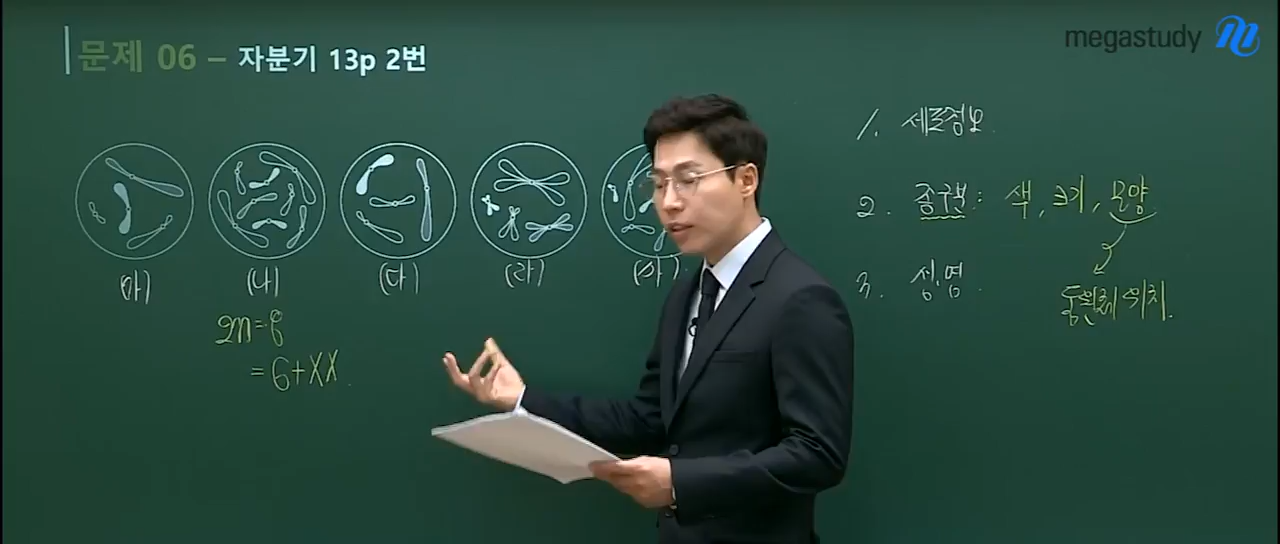 문제 06 – 자분기 13p 2번
megastudy
(가) (나) (다) (라) (마)
2n=8
=6+XX
1. 세포정보
2. 종구분: 색, 크기, 모양
동원체 위치
3. 성, 염